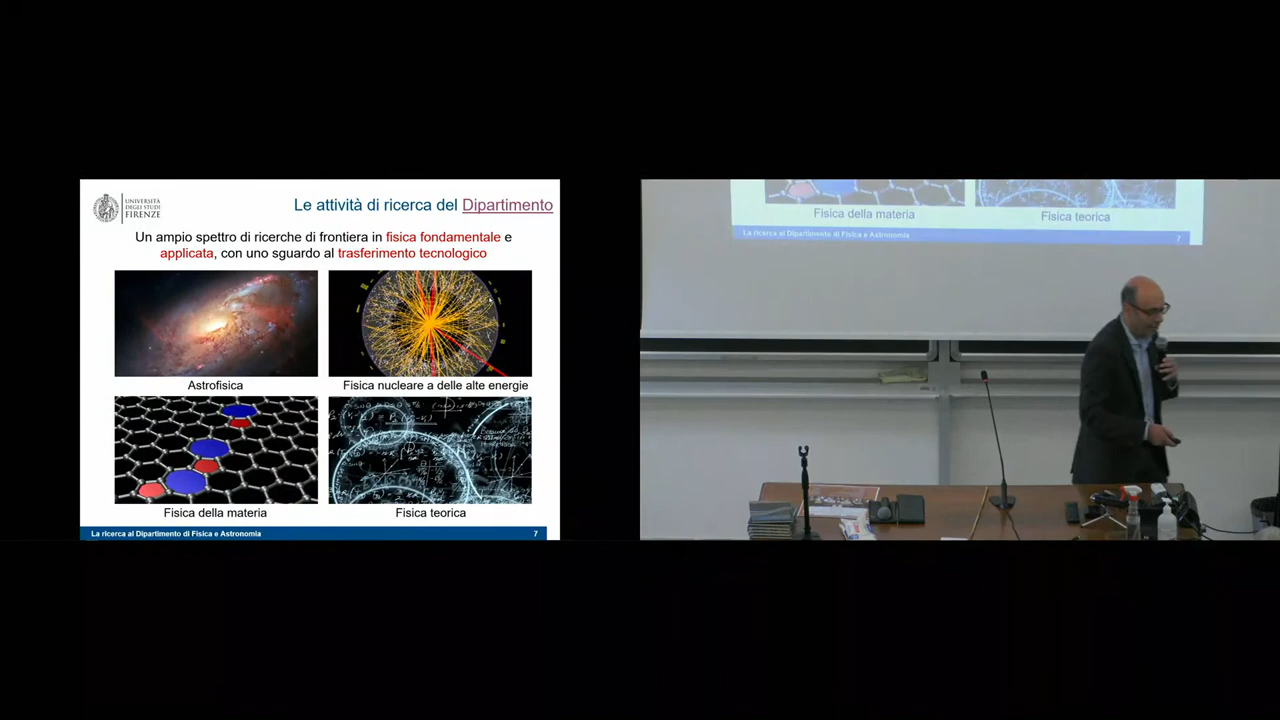 UNIVERSITÀ
DEGLI STUDI
FIRENZE
Le attività di ricerca del Dipartimento
Un ampio spettro di ricerche di frontiera in fisica fondamentale e
applicata, con uno sguardo al trasferimento tecnologico
Astrofisica
Fisica nucleare a delle alte energie
Fisica della materia
Fisica teorica
La ricerca al Dipartimento di Fisica e Astronomia
7
Fisica della materia
Fisica teorica
La ricerca al Dipartimento di Fisica e Astronomia
7